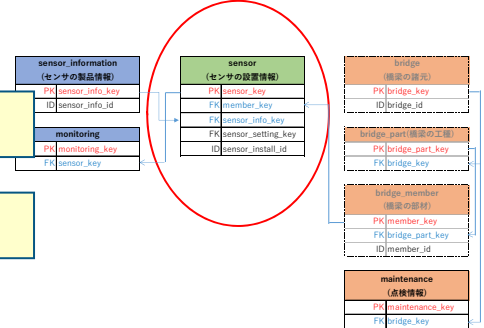 sensor_information
(センサの製品情報)
PK sensor_info_key
ID sensor_info_id
monitoring
PK monitoring_key
FK sensor_key
sensor
(センサの設置情報)
PK sensor_key
FK member_key
FK sensor_info_key
FK sensor_setting_key
ID sensor_install_id
bridge
(橋梁の諸元)
PK bridge_key
ID bridge_id
bridge_part(橋梁の工種)
PK bridge_part_key
FK bridge_key
bridge_member
(橋梁の部材)
PK member_key
FK bridge_part_key
ID member_id
maintenance
(点検情報)
PK maintenance_key
FK bridge_key